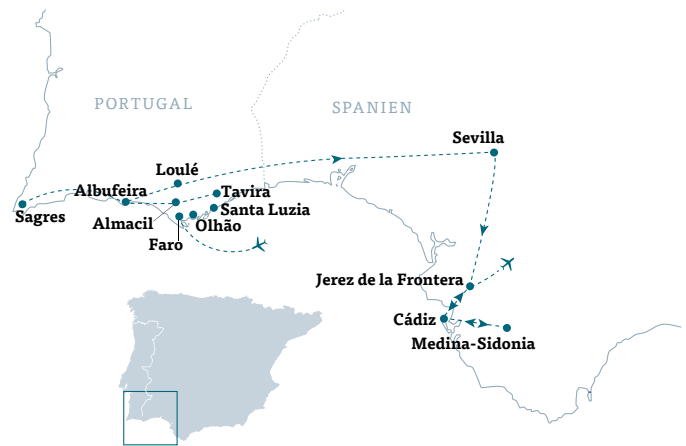 PORTUGAL
SPANIEN
Sevilla
Loulé
Albufeira
Tavira
Sagres
Almacil
Santa Luzia
Olhão
Faro
Jerez de la Frontera
Cádiz
Medina-Sidonia